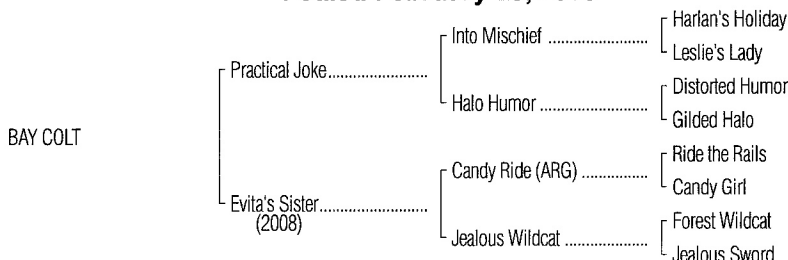 Harlan's Holiday
Into Mischief ........................
Leslie's Lady
Practical Joke........................
Distorted Humor
Halo Humor ..........................
Gilded Halo
BAY COLT
Ride the Rails
Candy Ride (ARG) ................
Candy Girl
Evita's Sister..........................
(2008)
Forest Wildcat
Jealous Wildcat ....................
Jealous Sword